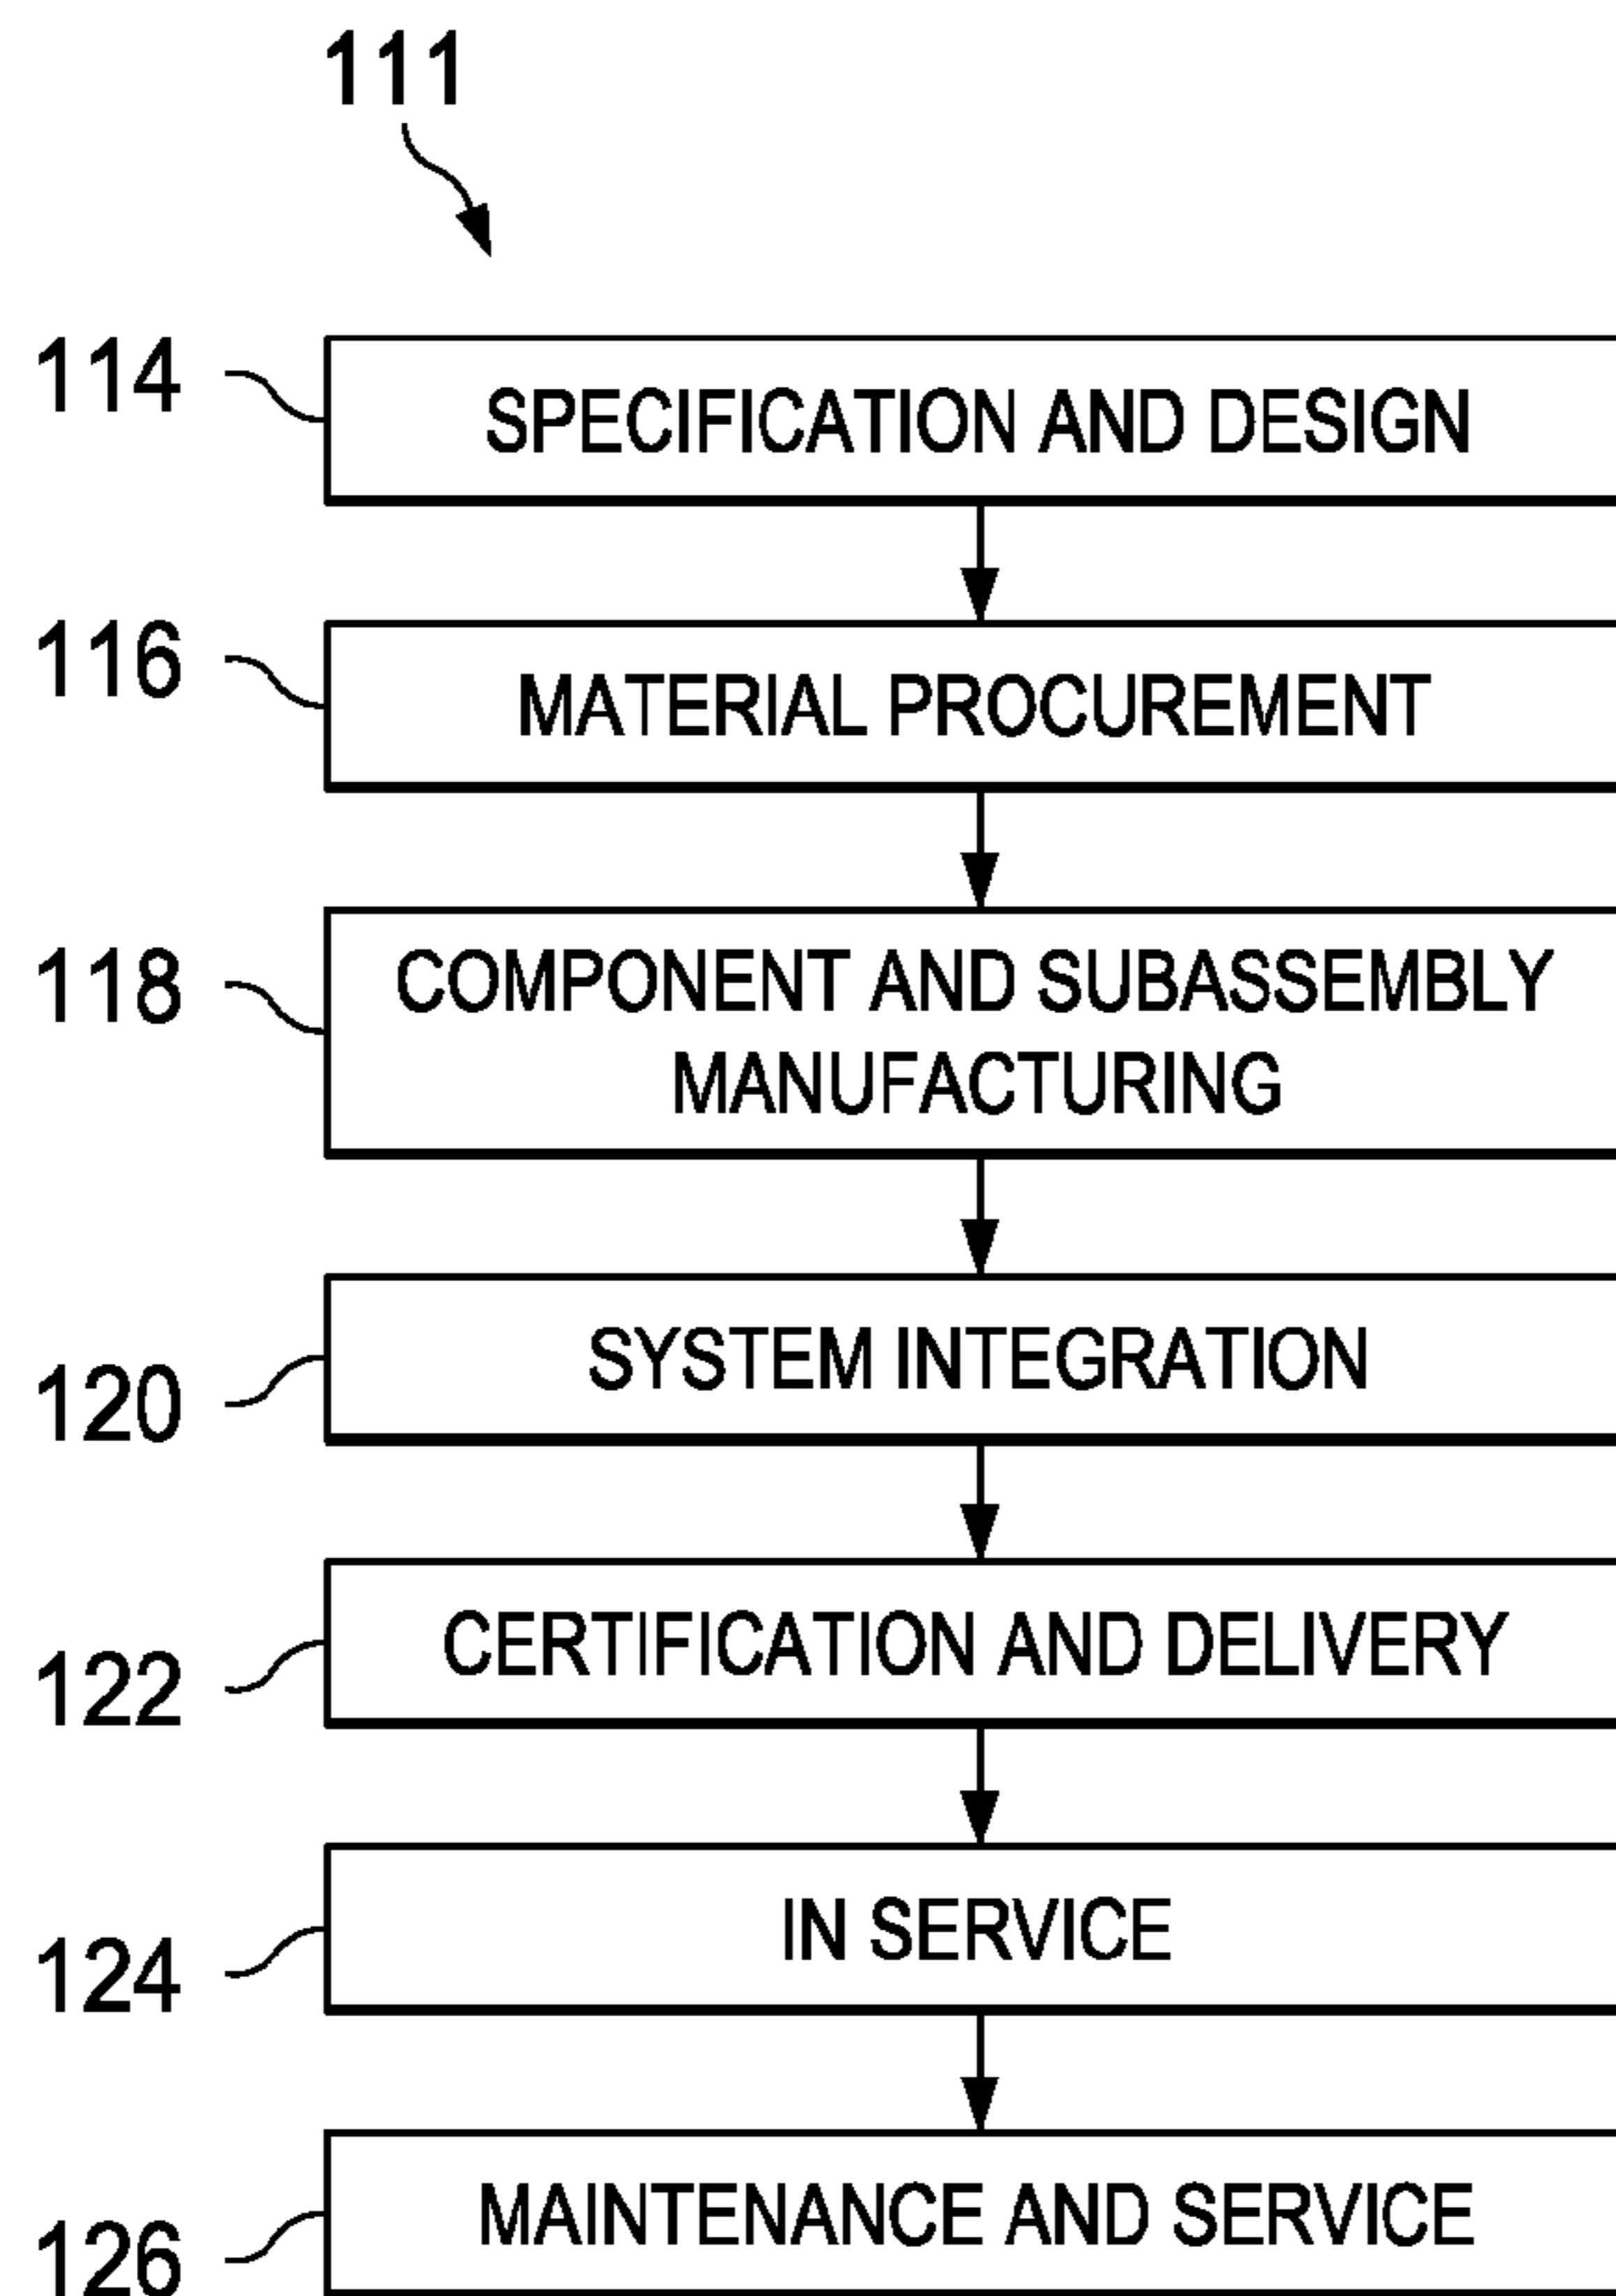 111
114 SPECIFICATION AND DESIGN
116 MATERIAL PROCUREMENT
118 COMPONENT AND SUBASSEMBLY
MANUFACTURING
120 SYSTEM INTEGRATION
122 CERTIFICATION AND DELIVERY
124 IN SERVICE
126 MAINTENANCE AND SERVICE